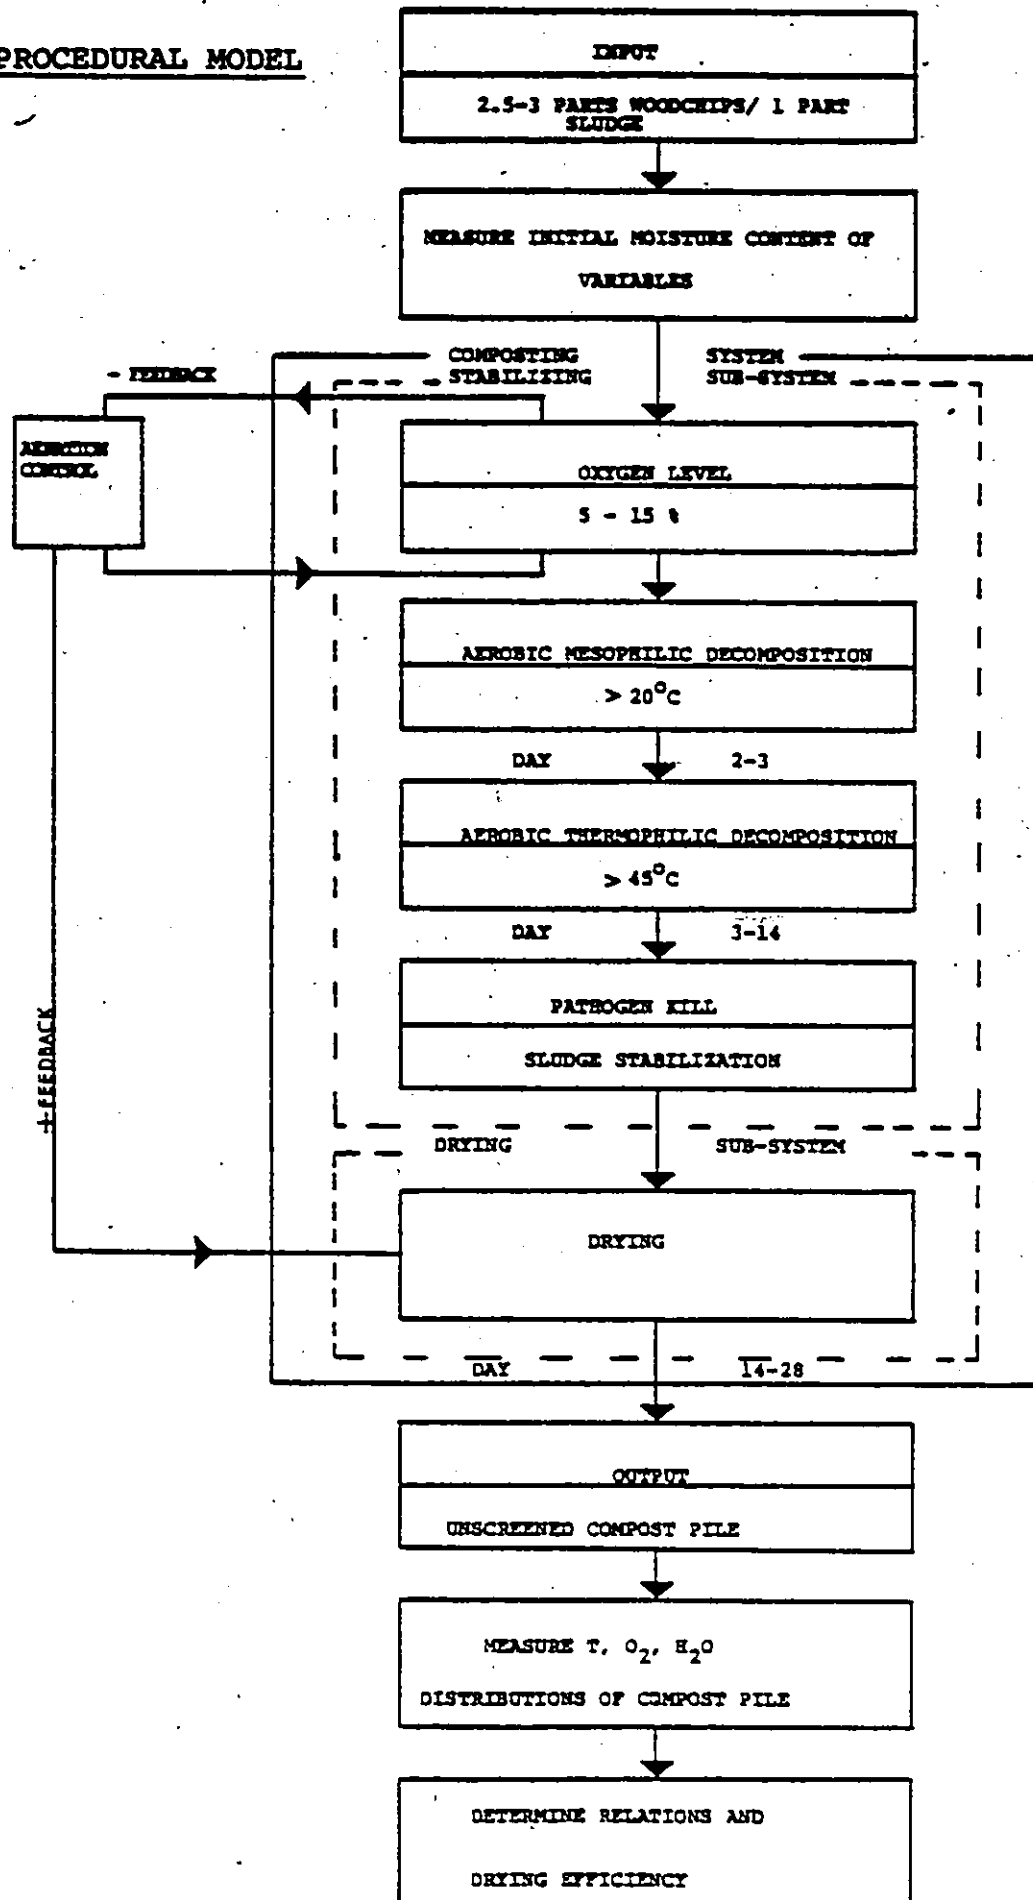 PROCEDURAL MODEL
INPUT
2.5-3 PARTS WOODCHIPS/ 1 PART
SLUDGE
MEASURE INITIAL MOISTURE CONTENT OF
VARIABLES
COMPOSTING SYSTEM
STABILIZING SUB-SYSTEM
- FEEDBACK
AERATION
CONTROL
OXYGEN LEVEL
5 - 15 %
AEROBIC MESOPHILIC DECOMPOSITION
> 20°C
DAY 2-3
AEROBIC THERMOPHILIC DECOMPOSITION
> 45°C
DAY 3-14
PATHOGEN KILL
SLUDGE STABILIZATION
+ FEEDBACK
DRYING SUB-SYSTEM
DRYING
DAY 14-28
OUTPUT
UNSCREENED COMPOST PILE
MEASURE T, O₂, H₂O
DISTRIBUTIONS OF COMPOST PILE
DETERMINE RELATIONS AND
DRYING EFFICIENCY